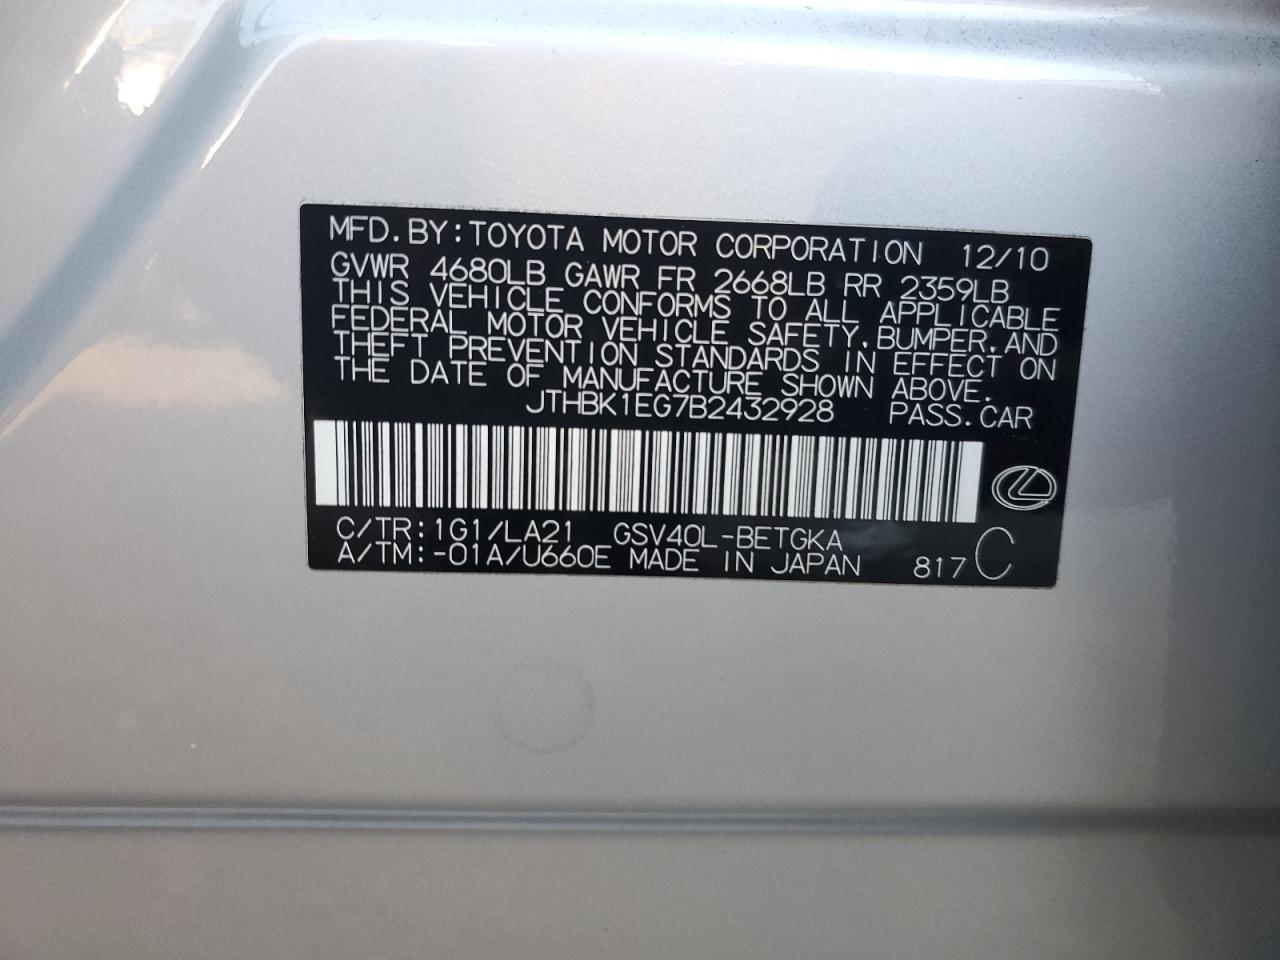 MFD. BY: TOYOTA MOTOR CORPORATION 12/10
GVWR 4680LB GAWR FR 2668LB RR 2359LB
THIS VEHICLE CONFORMS TO ALL APPLICABLE
FEDERAL MOTOR VEHICLE SAFETY, BUMPER, AND
THEFT PREVENTION STANDARDS IN EFFECT ON
THE DATE OF MANUFACTURE SHOWN ABOVE.
JTHBK1EG7B2432928 PASS. CAR
C/TR: 1G1/LA21 GSV40L-BETGKA
A/TM: -01A/U660E MADE IN JAPAN 817 C